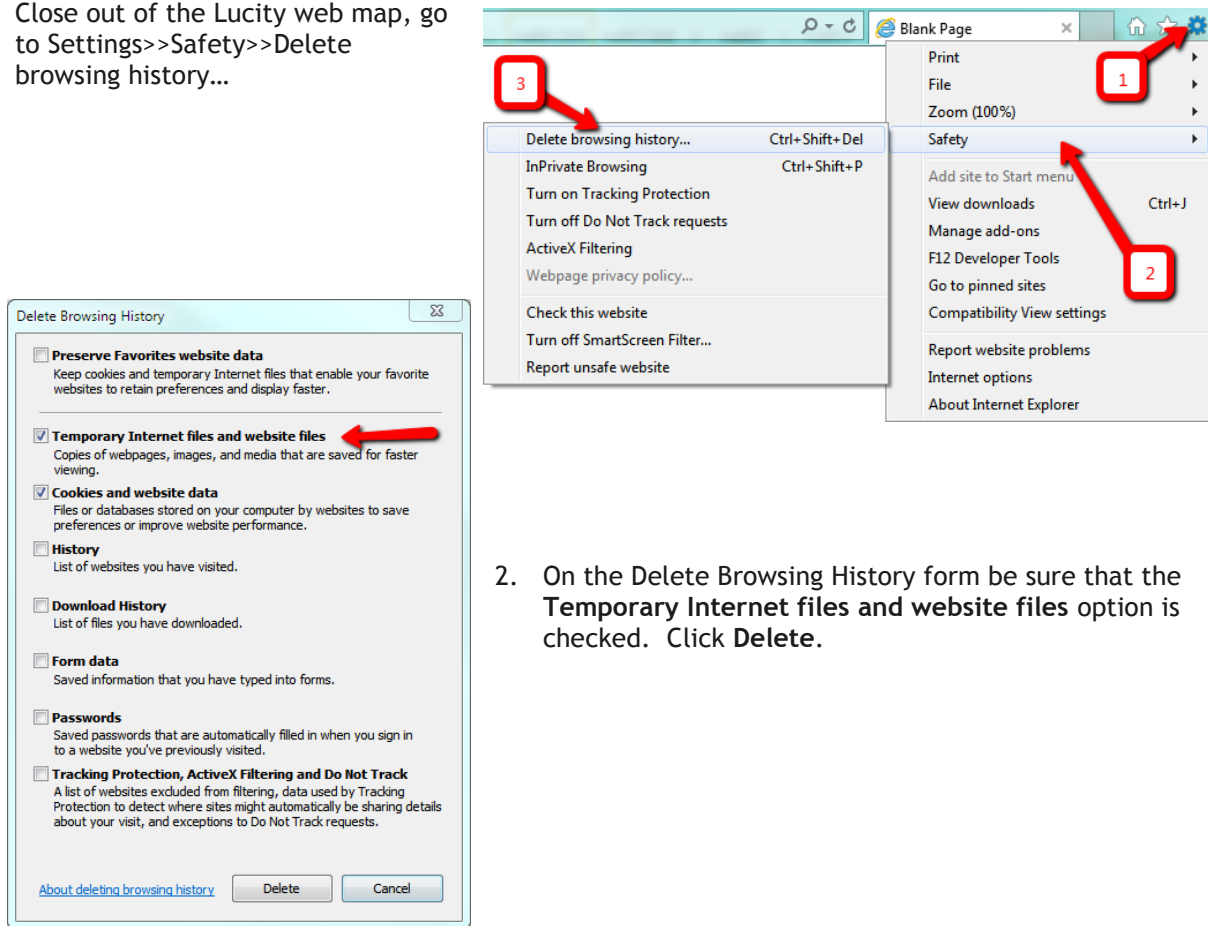 Close out of the Lucity web map, go
to Settings>>Safety>>Delete
browsing history…
Blank Page
1
Print
File
Zoom (100%)
Safety
Add site to Start menu
View downloads Ctrl+J
Manage add-ons
F12 Developer Tools
Go to pinned sites
Compatibility View settings
Report website problems
Internet options
About Internet Explorer
2
3
Delete browsing history... Ctrl+Shift+Del
InPrivate Browsing Ctrl+Shift+P
Turn on Tracking Protection
Turn off Do Not Track requests
ActiveX Filtering
Webpage privacy policy...
Check this website
Turn off SmartScreen Filter...
Report unsafe website
Delete Browsing History
Preserve Favorites website data
Keep cookies and temporary Internet files that enable your favorite
websites to retain preferences and display faster.
Temporary Internet files and website files
Copies of webpages, images, and media that are saved for faster
viewing.
Cookies and website data
Files or databases stored on your computer by websites to save
preferences or improve website performance.
History
List of websites you have visited.
Download History
List of files you have downloaded.
Form data
Saved information that you have typed into forms.
Passwords
Saved passwords that are automatically filled in when you sign in
to a website you've previously visited.
Tracking Protection, ActiveX Filtering and Do Not Track
A list of websites excluded from filtering, data used by Tracking
Protection to detect where sites might automatically be sharing details
about your visit, and exceptions to Do Not Track requests.
About deleting browsing history Delete Cancel
2. On the Delete Browsing History form be sure that the
Temporary Internet files and website files option is
checked. Click Delete.